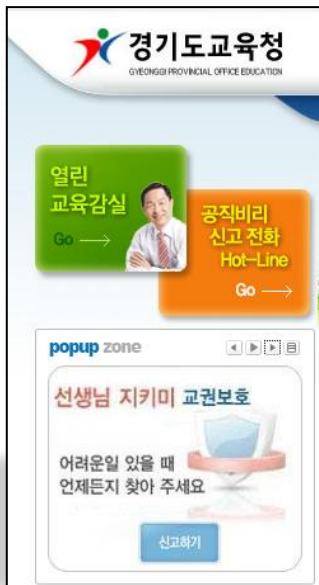 경기도교육청
GYEONGGI PROVINCIAL OFFICE EDUCATION
열린
교육감실
Go
공직비리
신고 전화
Hot-Line
Go
popup zone
선생님 지키미 교권보호
어려운일 있을 때
언제든지 찾아 주세요
신고하기